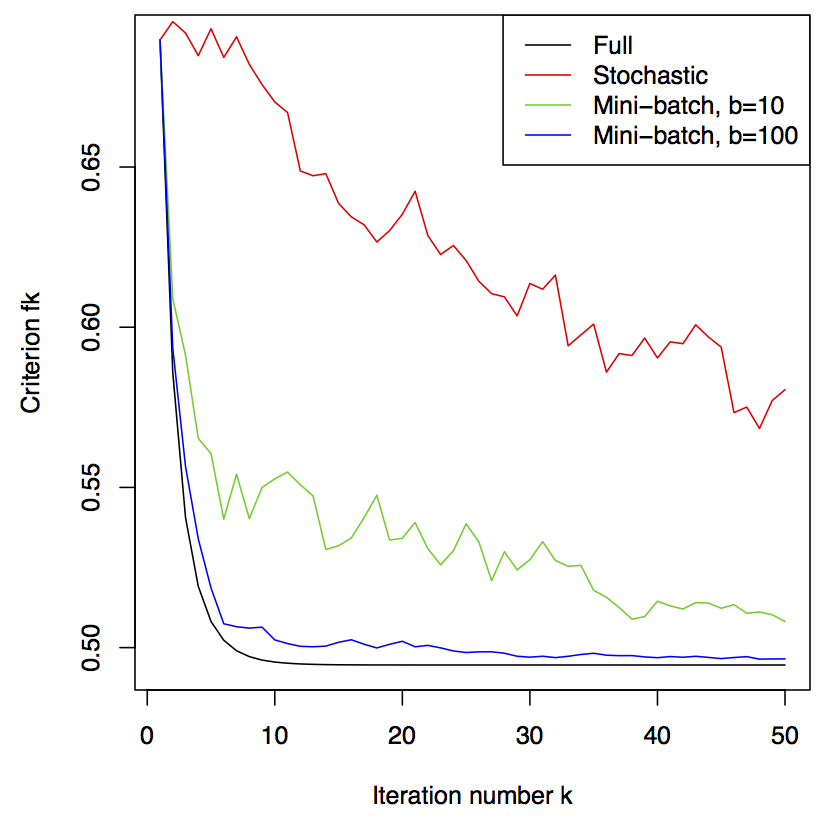 Full
Stochastic
Mini−batch, b=10
Mini−batch, b=100
0.65
0.60
0.55
0.50
Criterion fk
0 10 20 30 40 50
Iteration number k